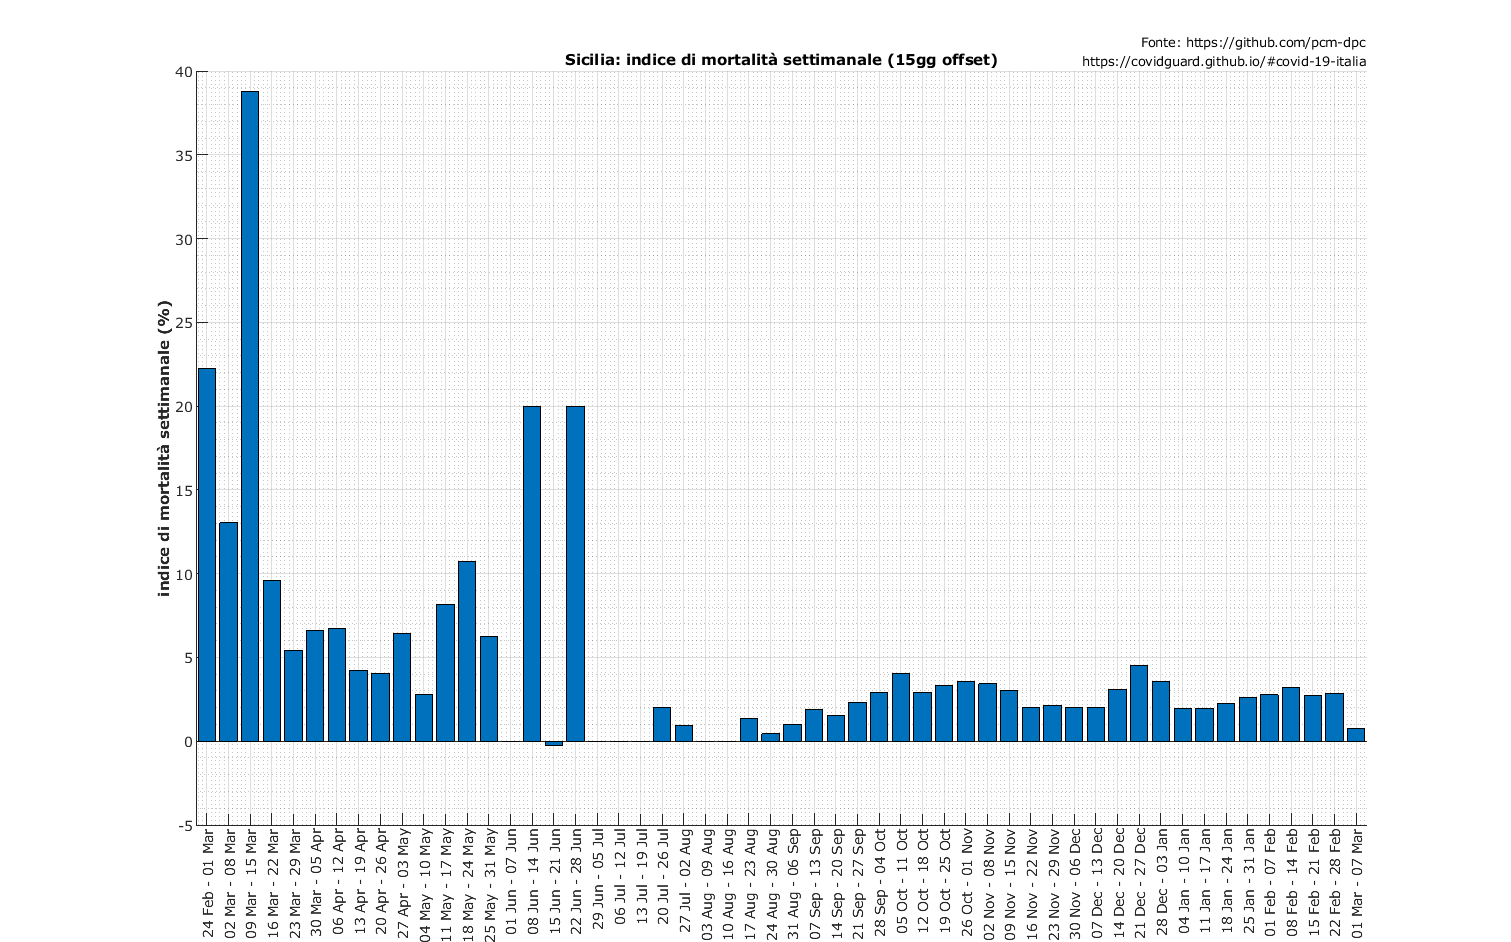 Fonte: https://github.com/pcm-dpc
Sicilia: indice di mortalità settimanale (15gg offset)
https://covidguard.github.io/#covid-19-italia
indice di mortalità settimanale (%)
40
35
30
25
20
15
10
5
0
-5
24 Feb - 01 Mar
02 Mar - 08 Mar
09 Mar - 15 Mar
16 Mar - 22 Mar
23 Mar - 29 Mar
30 Mar - 05 Apr
06 Apr - 12 Apr
13 Apr - 19 Apr
20 Apr - 26 Apr
27 Apr - 03 May
04 May - 10 May
11 May - 17 May
18 May - 24 May
25 May - 31 May
01 Jun - 07 Jun
08 Jun - 14 Jun
15 Jun - 21 Jun
22 Jun - 28 Jun
29 Jun - 05 Jul
06 Jul - 12 Jul
13 Jul - 19 Jul
20 Jul - 26 Jul
27 Jul - 02 Aug
03 Aug - 09 Aug
10 Aug - 16 Aug
17 Aug - 23 Aug
24 Aug - 30 Aug
31 Aug - 06 Sep
07 Sep - 13 Sep
14 Sep - 20 Sep
21 Sep - 27 Sep
28 Sep - 04 Oct
05 Oct - 11 Oct
12 Oct - 18 Oct
19 Oct - 25 Oct
26 Oct - 01 Nov
02 Nov - 08 Nov
09 Nov - 15 Nov
16 Nov - 22 Nov
23 Nov - 29 Nov
30 Nov - 06 Dec
07 Dec - 13 Dec
14 Dec - 20 Dec
21 Dec - 27 Dec
28 Dec - 03 Jan
04 Jan - 10 Jan
11 Jan - 17 Jan
18 Jan - 24 Jan
25 Jan - 31 Jan
01 Feb - 07 Feb
08 Feb - 14 Feb
15 Feb - 21 Feb
22 Feb - 28 Feb
01 Mar - 07 Mar